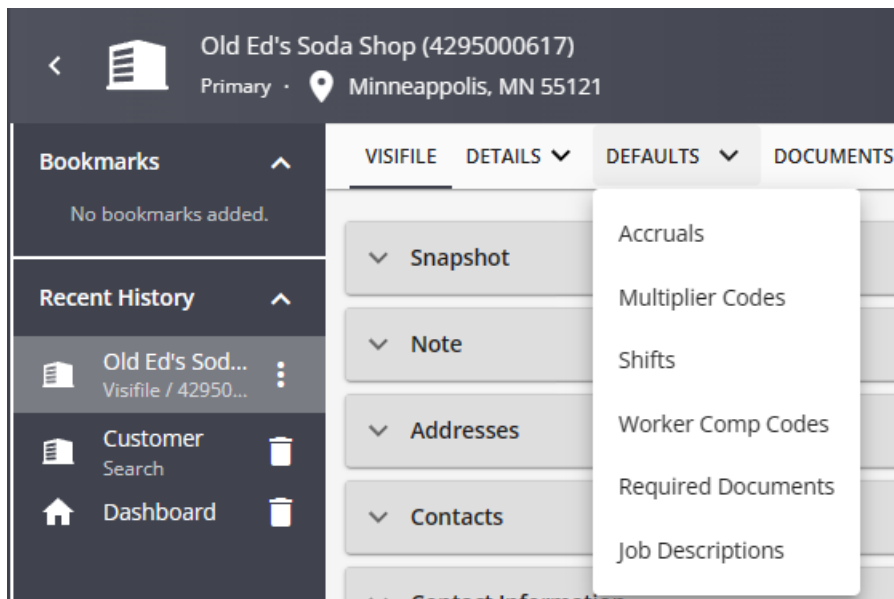 Old Ed's Soda Shop (4295000617)
Primary · Minneappolis, MN 55121
Bookmarks
No bookmarks added.
Recent History
Old Ed's Sod...
Visifile / 42950...
Customer
Search
Dashboard
VISIFILE DETAILS DEFAULTS DOCUMENTS
Snapshot
Note
Addresses
Contacts
Contact Information
Accruals
Multiplier Codes
Shifts
Worker Comp Codes
Required Documents
Job Descriptions